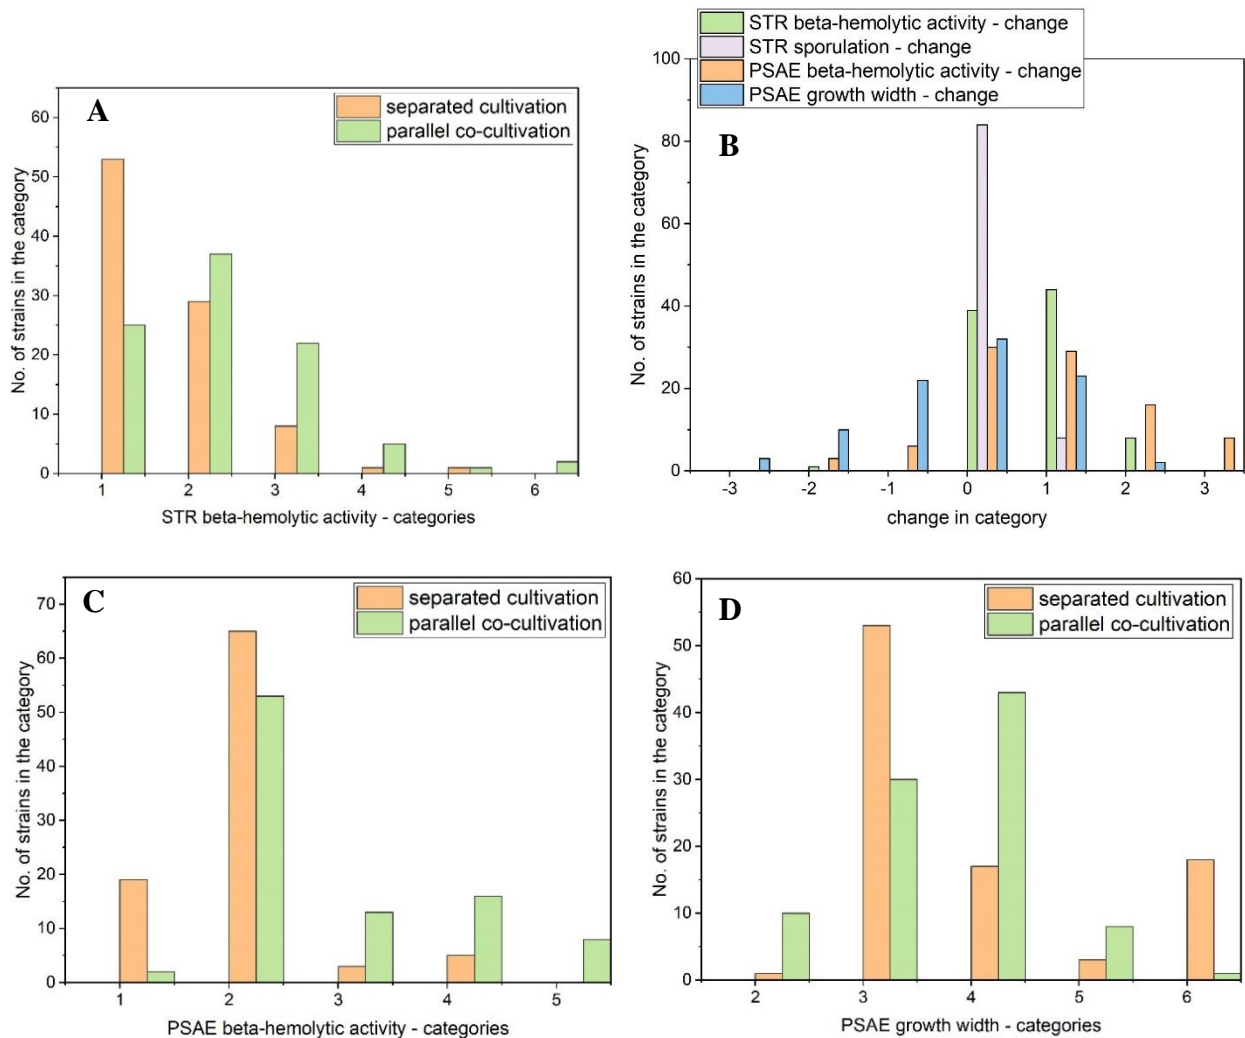 A
separated cultivation
parallel co-cultivation
No. of strains in the category
60
50
40
30
20
10
0
1 2 3 4 5 6
STR beta-hemolytic activity - categories
STR beta-hemolytic activity - change
STR sporulation - change
PSAE beta-hemolytic activity - change
PSAE growth width - change
B
No. of strains in the category
100
80
60
40
20
0
-3 -2 -1 0 1 2 3
change in category
C
separated cultivation
parallel co-cultivation
No. of strains in the category
70
60
50
40
30
20
10
0
1 2 3 4 5
PSAE beta-hemolytic activity - categories
D
separated cultivation
parallel co-cultivation
No. of strains in the category
60
50
40
30
20
10
0
2 3 4 5 6
PSAE growth width - categories